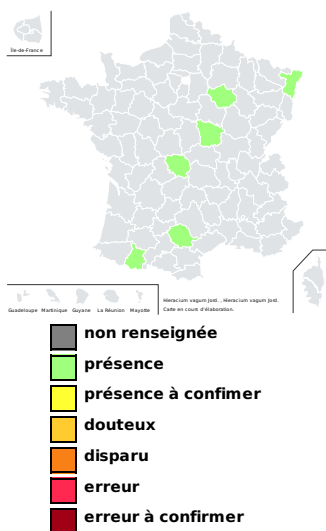 Île-de-France
Guadeloupe Martinique Guyane La Réunion Mayotte
Hieracium vagum Jord. , Hieracium vagum Jord.
Carte en cours d'élaboration.
non renseignée
présence
présence à confimer
douteux
disparu
erreur
erreur à confirmer